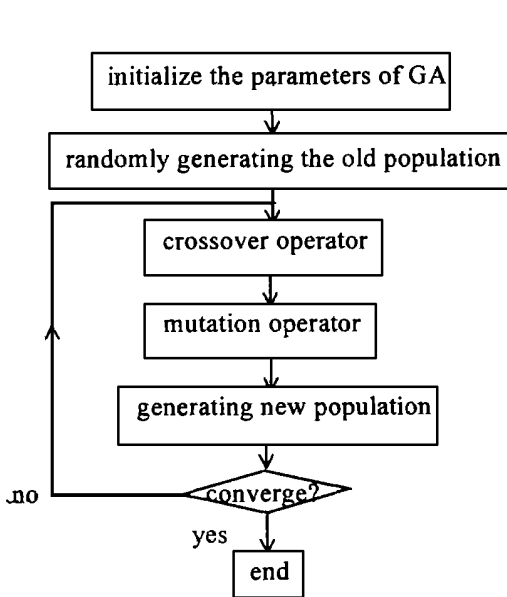 initialize the parameters of GA
randomly generating the old population
crossover operator
mutation operator
generating new population
converge?
no
yes
end